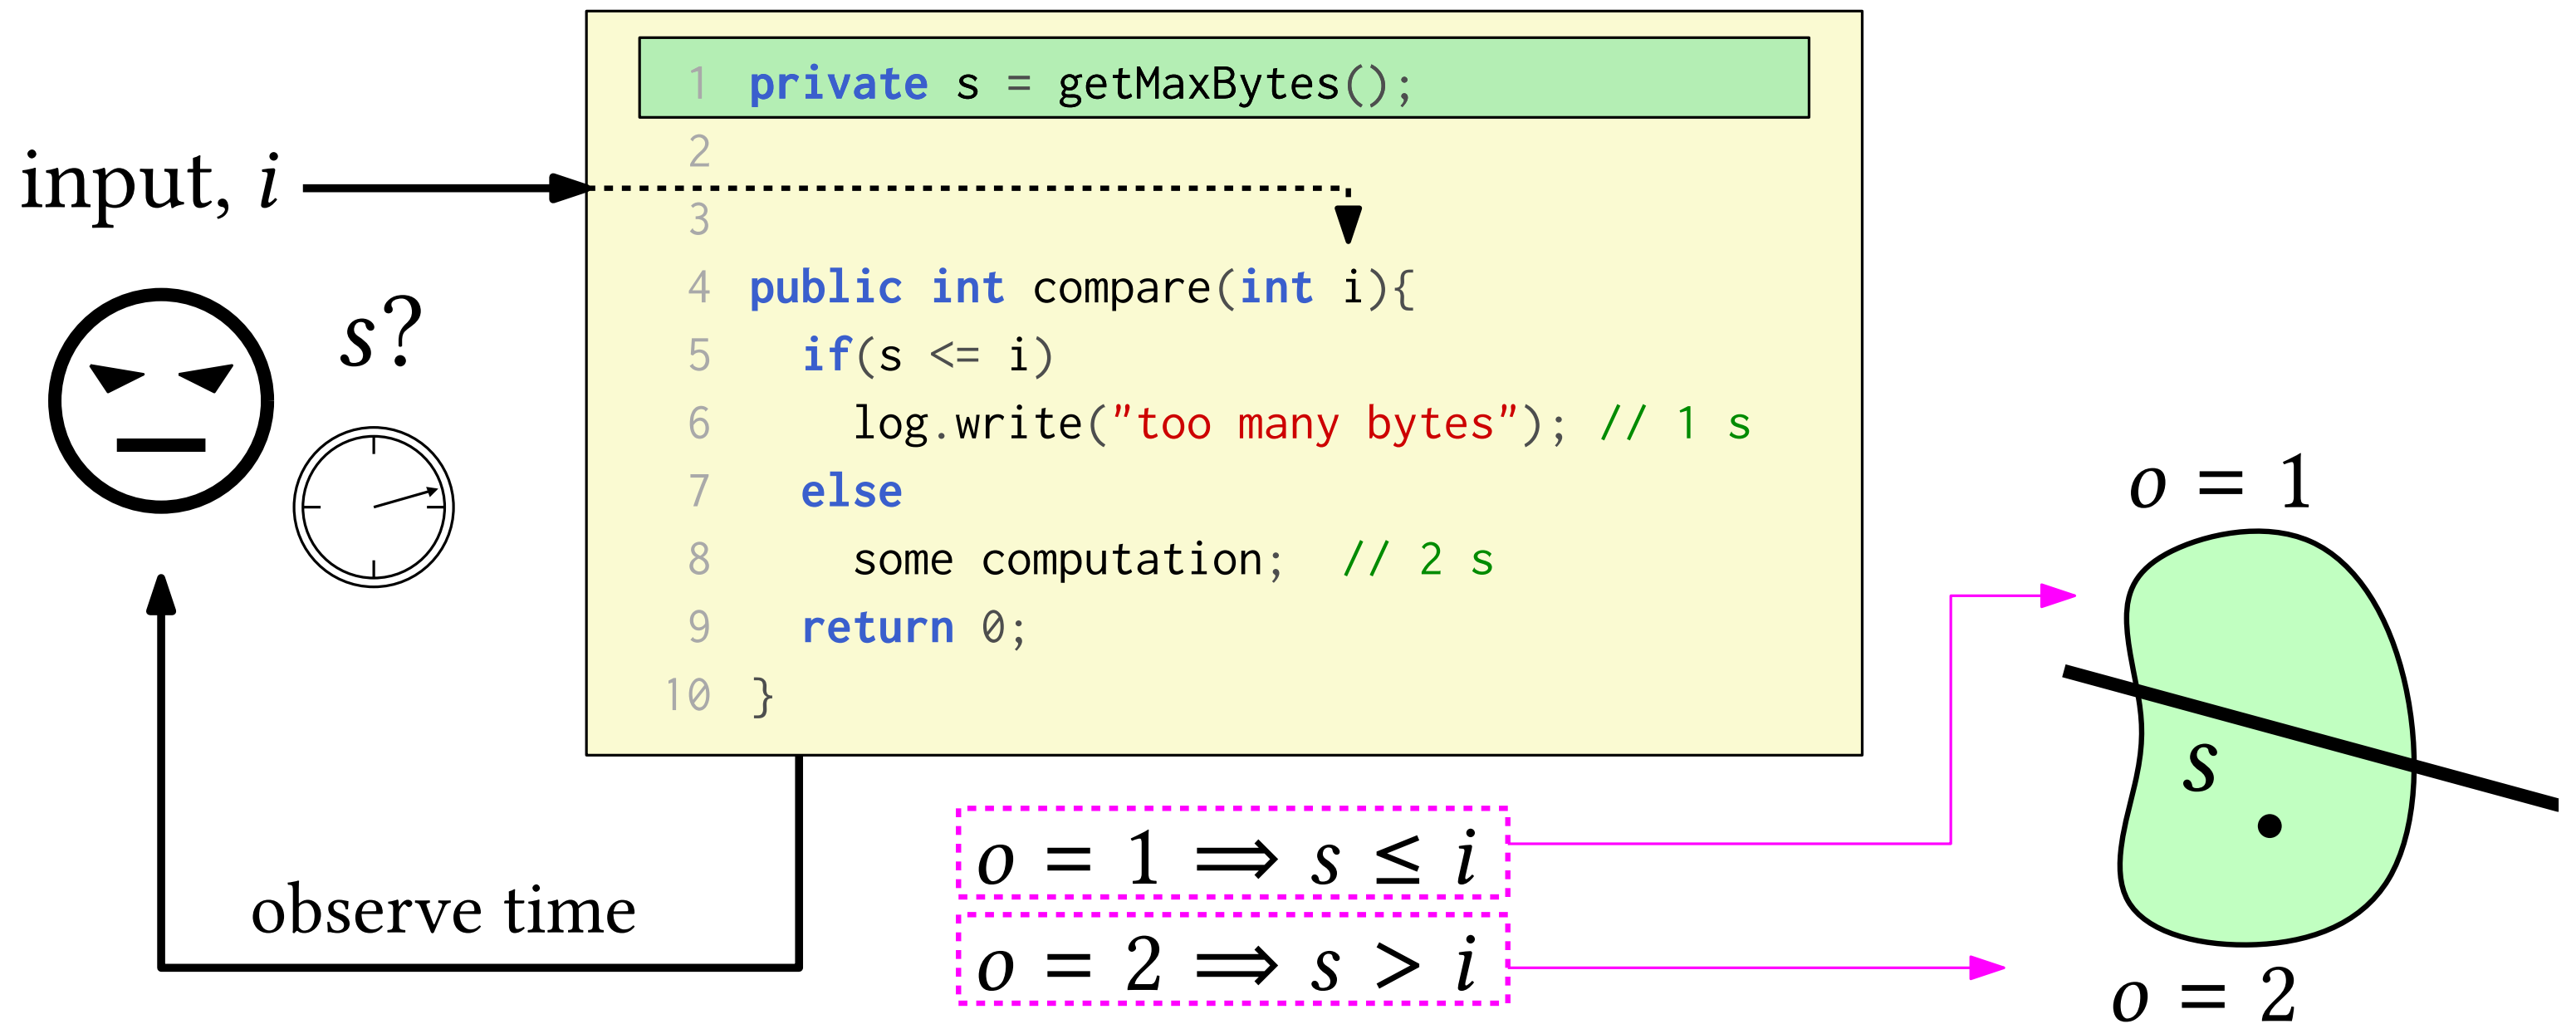 1 private s = getMaxBytes();
2
input, i
3
4 public int compare(int i){
s?
5 if(s <= i)
6 log.write("too many bytes"); // 1 s
7 else
8 some computation; // 2 s
9 return 0;
10 }
o = 1
s
o = 1 ⟹ s ≤ i
observe time
o = 2 ⟹ s > i
o = 2